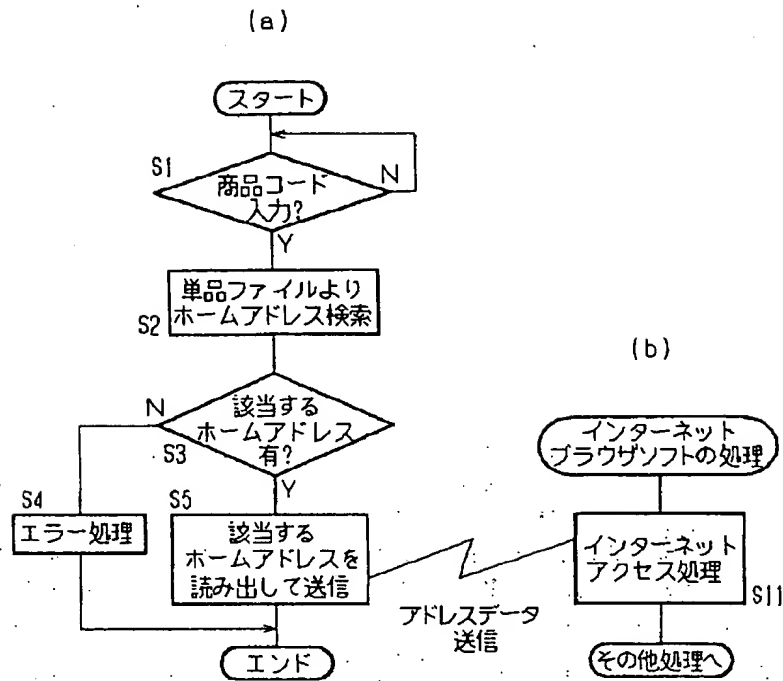 (a)
スタート
S1
商品コード
入力?
N
Y
単品ファイルより
ホームアドレス検索
S2
N
該当する
ホームアドレス
有?
S3
Y
S4
エラー処理
S5
該当する
ホームアドレスを
読み出して送信
エンド
アドレスデータ
送信
(b)
インターネット
ブラウザソフトの処理
インターネット
アクセス処理
S11
その他処理へ